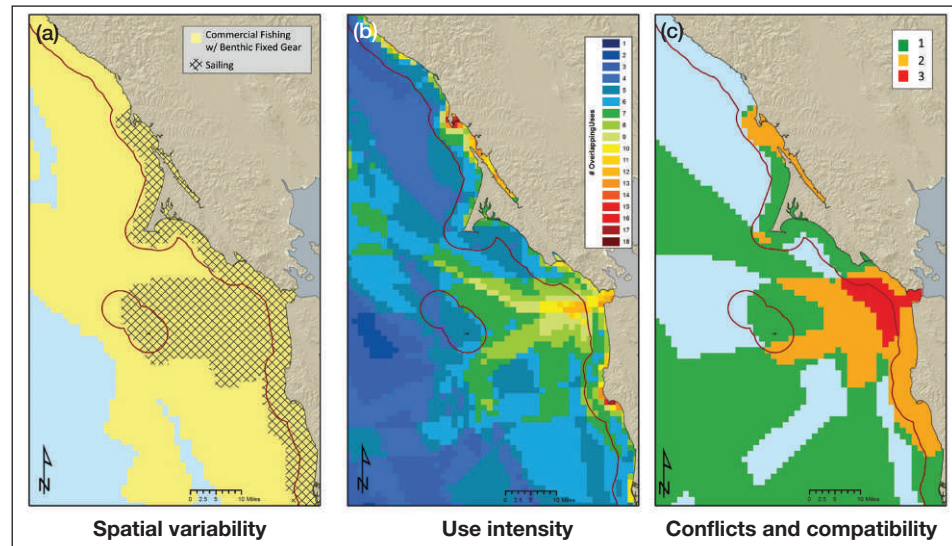 (a)
Commercial Fishing
w/ Benthic Fixed Gear
Sailing
N
0 2.5 5 10 Miles
Spatial variability
(b)
# Overlapping Uses
1
2
3
4
5
6
7
8
9
10
11
12
13
14
15
16
17
18
N
0 2.5 5 10 Miles
Use intensity
(c)
1
2
3
N
0 2.5 5 10 Miles
Conflicts and compatibility